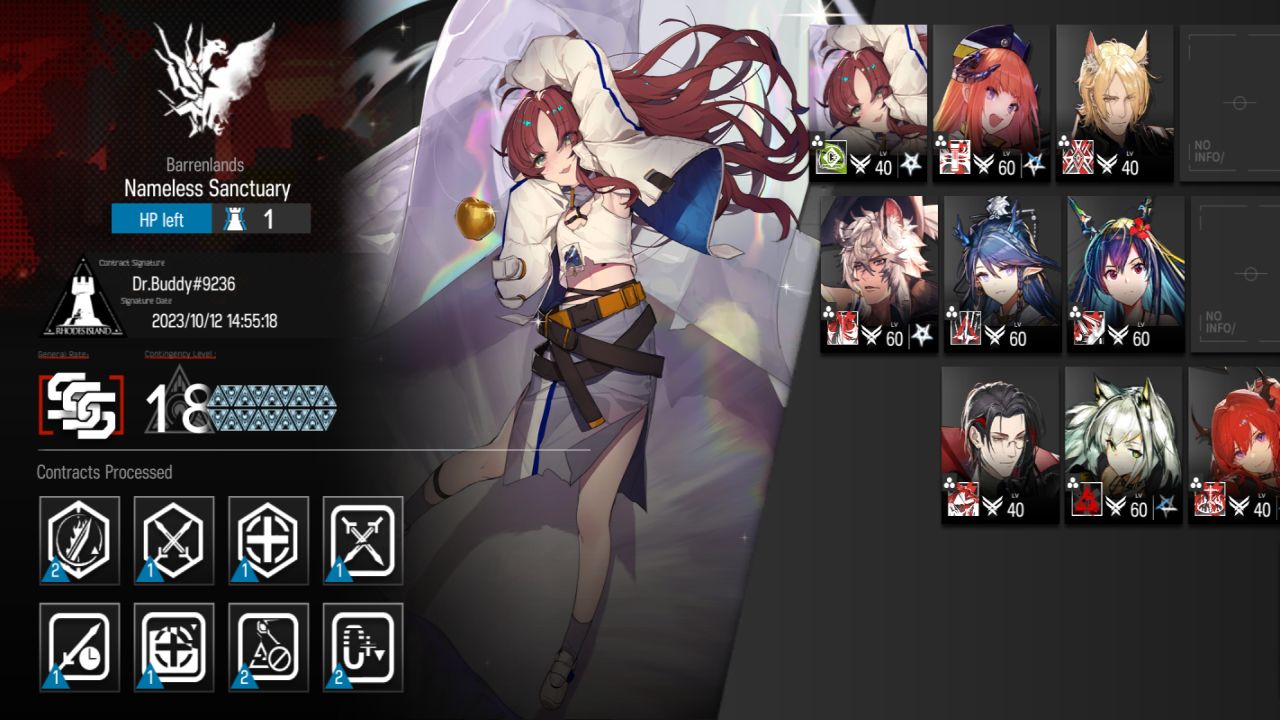 Barrenlands
Nameless Sanctuary
HP left 1
Contract Signature
Dr.Buddy#9236
Signature Date
2023/10/12 14:55:18
RHODES ISLAND
General Rate:
Contingency Level:
18
Contracts Processed
2 1 1 1
1 1 2 2
LV 40
LV 60
LV 40
NO INFO/
LV 60
LV 60
LV 60
NO INFO/
LV 40
LV 60
LV 40